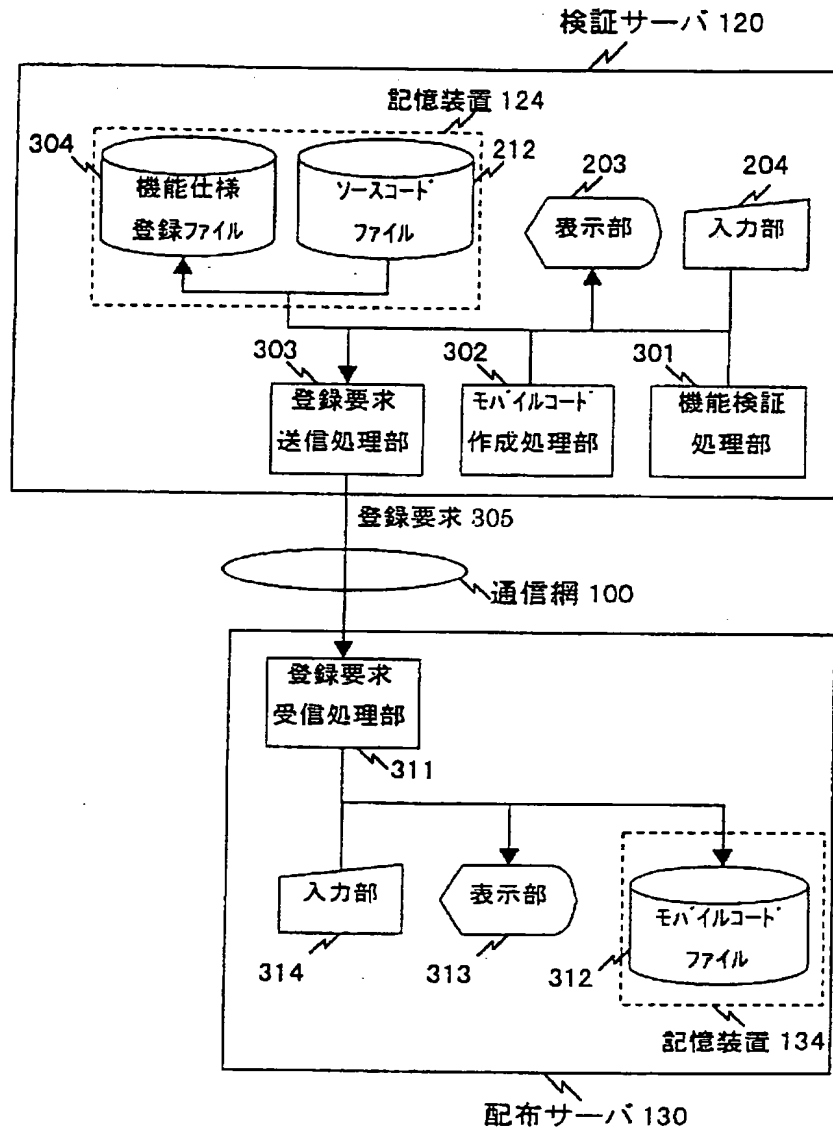 検証サーバ 120
記憶装置 124
304
機能仕様
登録ファイル
ソースコード
ファイル
212
203
表示部
204
入力部
303
登録要求
送信処理部
302
モバイルコード
作成処理部
301
機能検証
処理部
登録要求 305
通信網 100
登録要求
受信処理部
311
入力部
314
表示部
313
モバイルコード
ファイル
312
記憶装置 134
配布サーバ 130